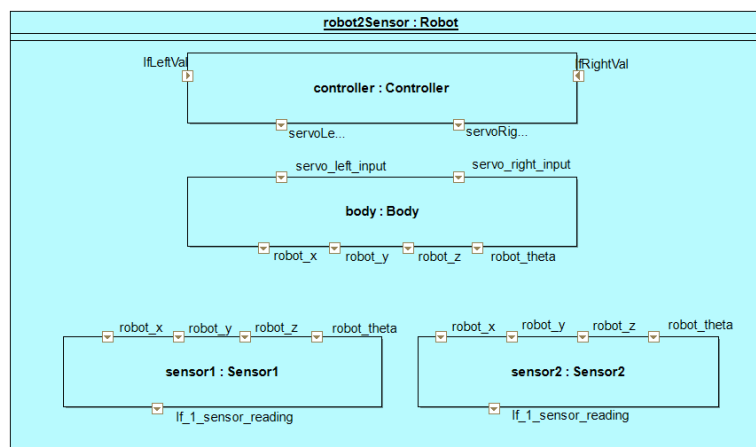 robot2Sensor : Robot
lfLeftVal
lfRightVal
controller : Controller
servoLe...
servoRig...
servo_left_input
servo_right_input
body : Body
robot_x
robot_y
robot_z
robot_theta
robot_x
robot_y
robot_z
robot_theta
robot_x
robot_y
robot_z
robot_theta
sensor1 : Sensor1
sensor2 : Sensor2
lf_1_sensor_reading
lf_1_sensor_reading